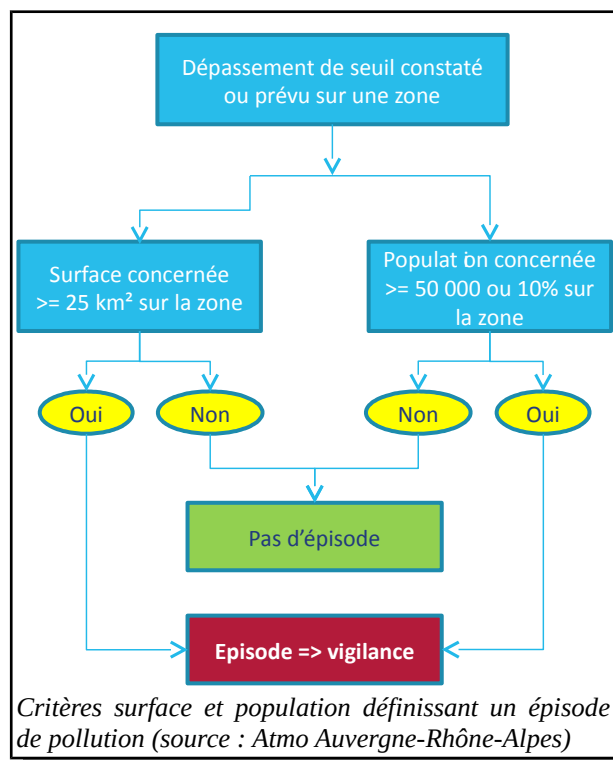 Dépassement de seuil constaté
ou prévu sur une zone
Surface concernée
>= 25 km² sur la zone
Population concernée
>= 50 000 ou 10% sur
la zone
Oui
Non
Non
Oui
Pas d'épisode
Episode => vigilance
Critères surface et population définissant un épisode
de pollution (source : Atmo Auvergne-Rhône-Alpes)